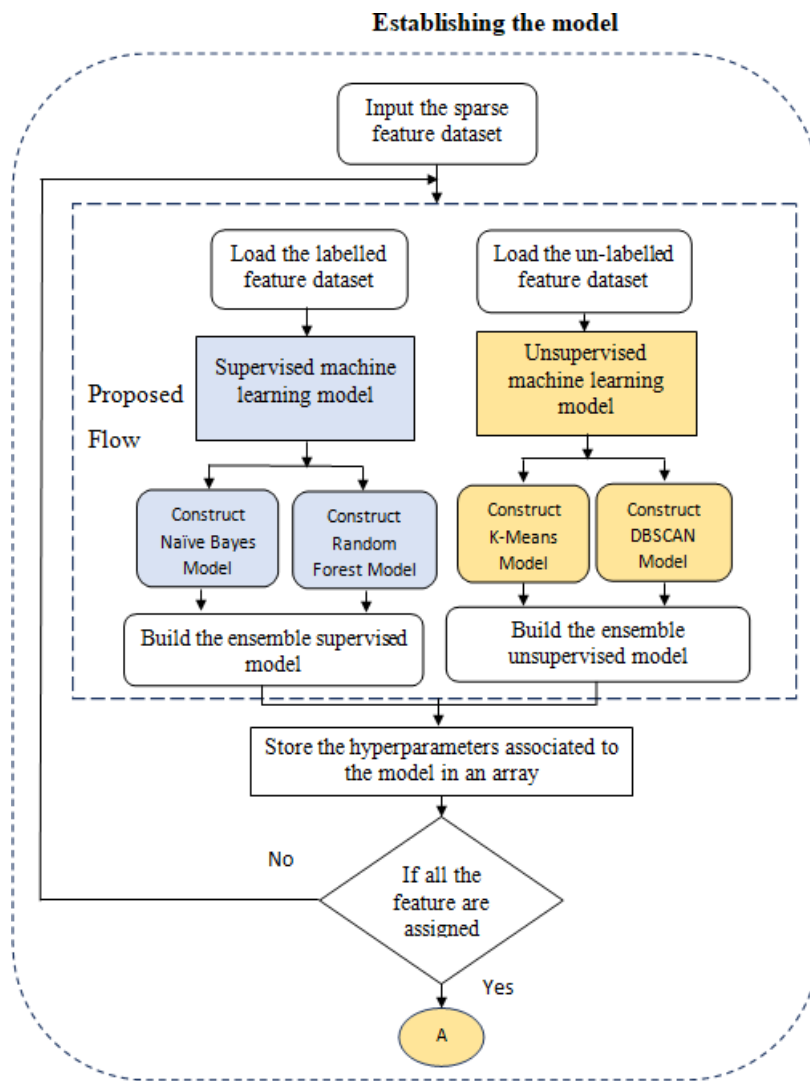 Establishing the model
Input the sparse
feature dataset
Load the labelled
feature dataset
Load the un-labelled
feature dataset
Supervised machine
learning model
Unsupervised
machine learning
model
Proposed
Flow
Construct
Naïve Bayes
Model
Construct
Random
Forest Model
Construct
K-Means
Model
Construct
DBSCAN
Model
Build the ensemble supervised
model
Build the ensemble
unsupervised model
Store the hyperparameters associated to
the model in an array
No
If all the
feature are
assigned
Yes
A